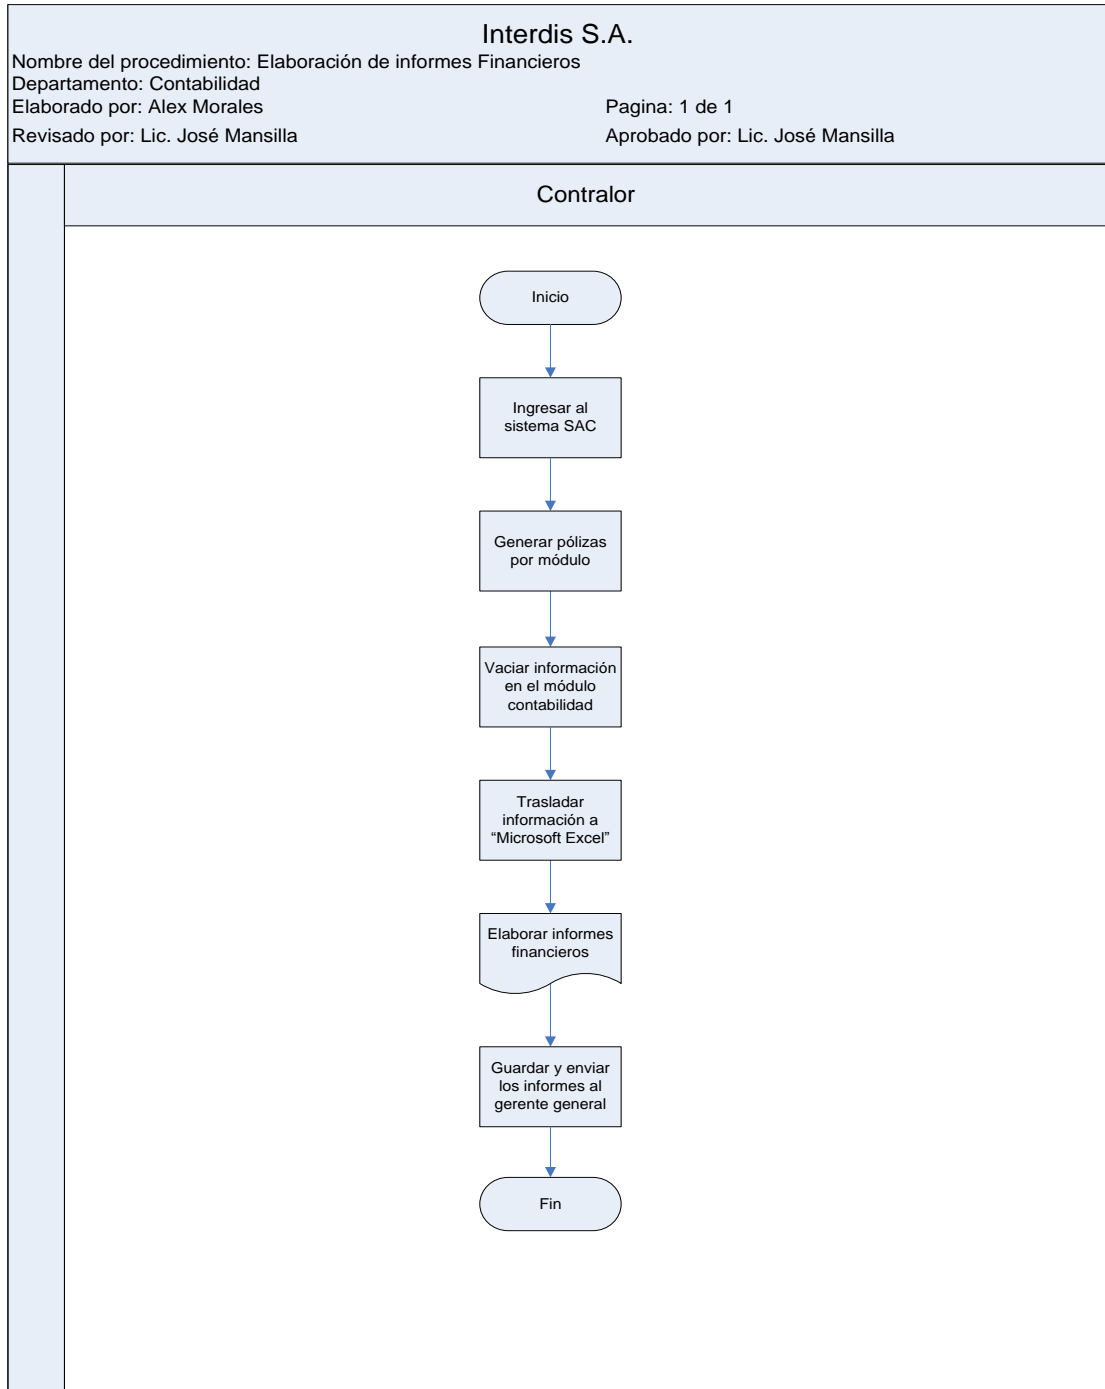 Interdis S.A.
Nombre del procedimiento: Elaboración de informes Financieros
Departamento: Contabilidad
Elaborado por: Alex Morales
Pagina: 1 de 1
Revisado por: Lic. José Mansilla
Aprobado por: Lic. José Mansilla
Contralor
Inicio
Ingresar al
sistema SAC
Generar pólizas
por módulo
Vaciar información
en el módulo
contabilidad
Trasladar
información a
“Microsoft Excel”
Elaborar informes
financieros
Guardar y enviar
los informes al
gerente general
Fin